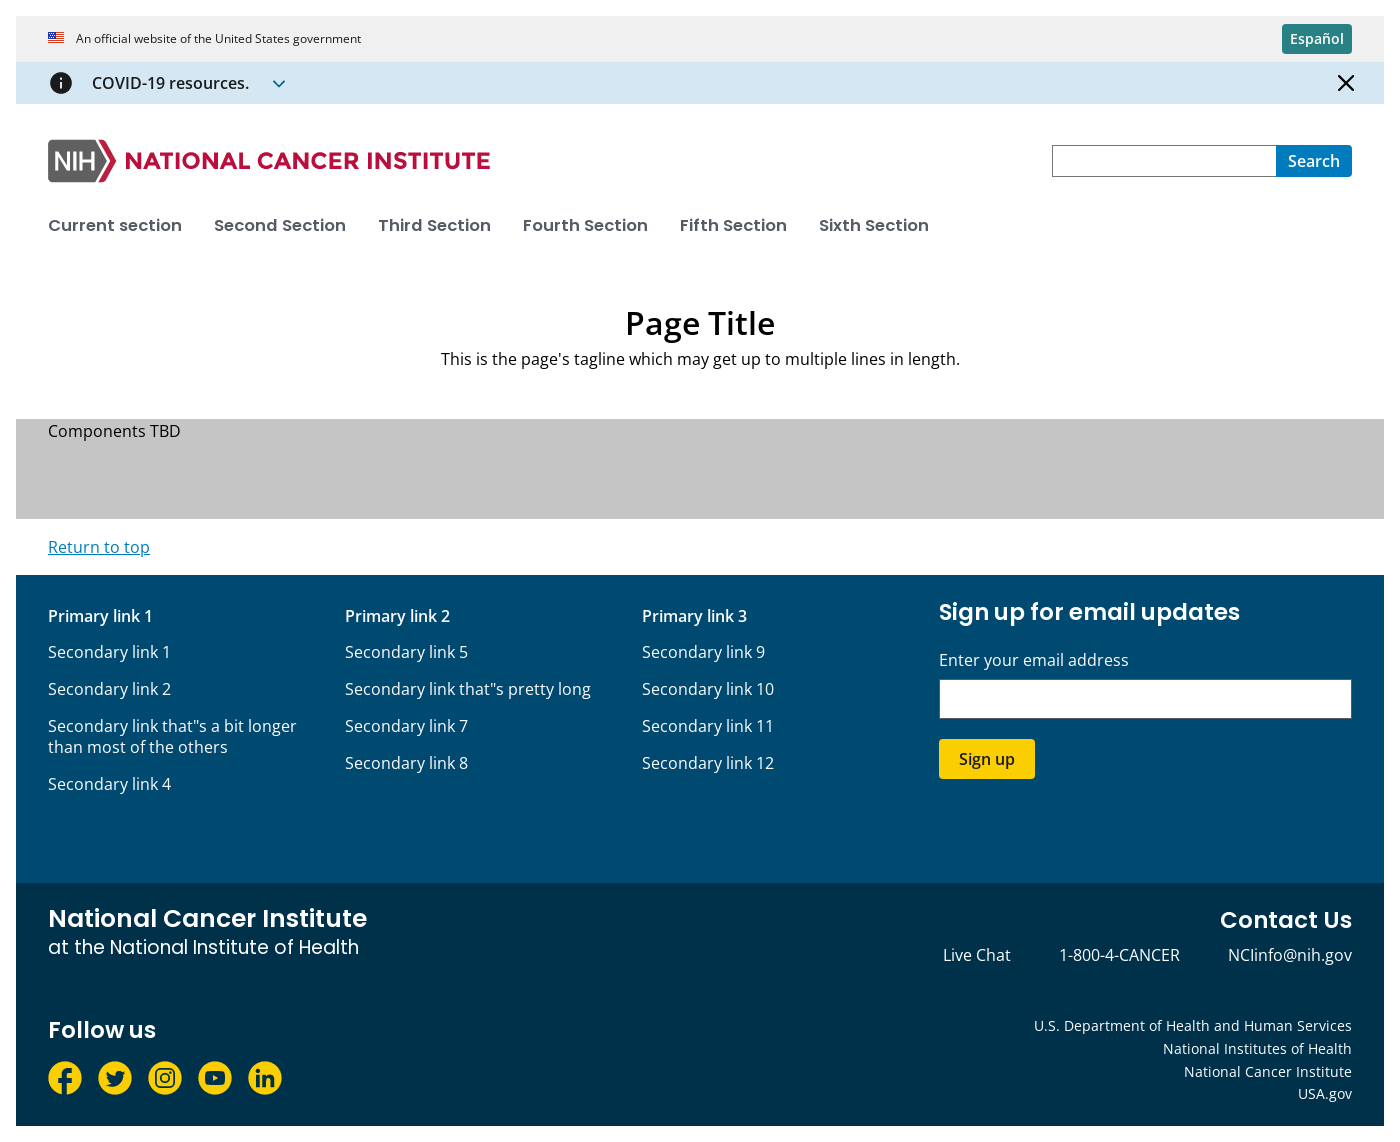 An official website of the United States government
Español
COVID-19 resources.
NIH NATIONAL CANCER INSTITUTE
Search
Current section
Second Section
Third Section
Fourth Section
Fifth Section
Sixth Section
Page Title
This is the page's tagline which may get up to multiple lines in length.
Components TBD
Return to top
Primary link 1
Secondary link 1
Secondary link 2
Secondary link that"s a bit longer
than most of the others
Secondary link 4
Primary link 2
Secondary link 5
Secondary link that"s pretty long
Secondary link 7
Secondary link 8
Primary link 3
Secondary link 9
Secondary link 10
Secondary link 11
Secondary link 12
Sign up for email updates
Enter your email address
Sign up
National Cancer Institute
at the National Institute of Health
Contact Us
Live Chat
1-800-4-CANCER
NCIinfo@nih.gov
Follow us
U.S. Department of Health and Human Services
National Institutes of Health
National Cancer Institute
USA.gov